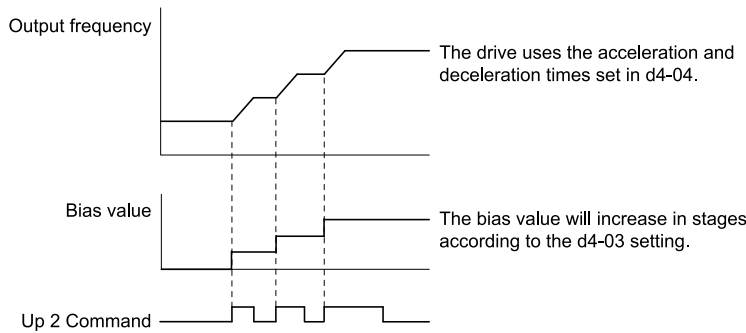 Output frequency
The drive uses the acceleration and
deceleration times set in d4-04.
Bias value
The bias value will increase in stages
according to the d4-03 setting.
Up 2 Command